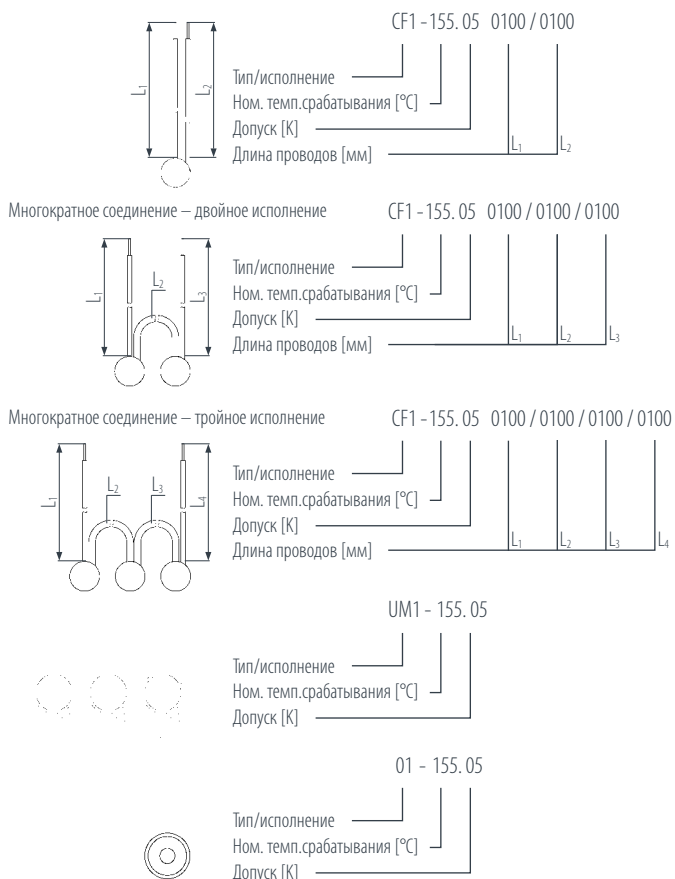 CF1 - 155. 05 0100 / 0100
L1
L2
Тип/исполнение
Ном. темп.срабатывания [°C]
Допуск [K]
Длина проводов [мм]
L1
L2
Многократное соединение – двойное исполнение
CF1 - 155. 05 0100 / 0100 / 0100
L1
L2
L3
Тип/исполнение
Ном. темп.срабатывания [°C]
Допуск [K]
Длина проводов [мм]
L1
L2
L3
Многократное соединение – тройное исполнение
CF1 - 155. 05 0100 / 0100 / 0100 / 0100
L1
L2
L3
L4
Тип/исполнение
Ном. темп.срабатывания [°C]
Допуск [K]
Длина проводов [мм]
L1
L2
L3
L4
UM1 - 155. 05
Тип/исполнение
Ном. темп.срабатывания [°C]
Допуск [K]
01 - 155. 05
Тип/исполнение
Ном. темп.срабатывания [°C]
Допуск [K]